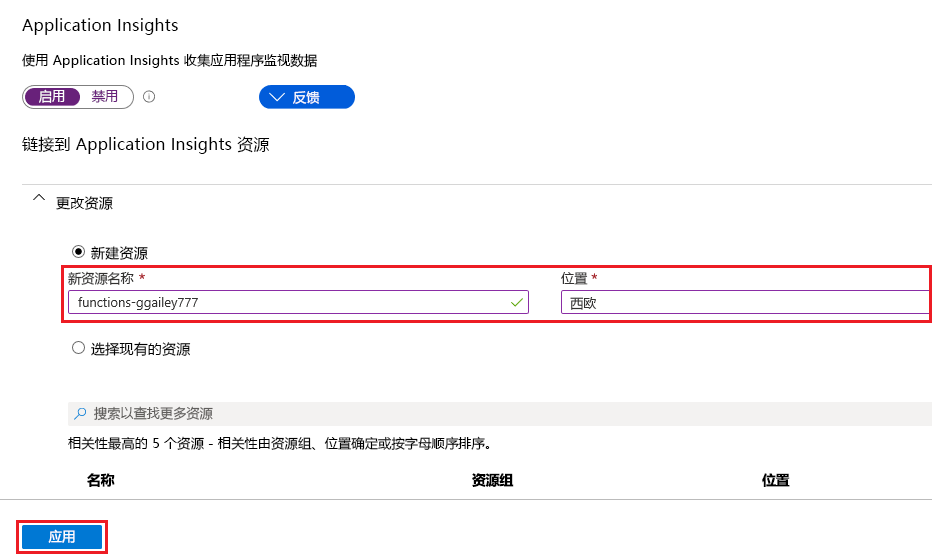 Application Insights
使用 Application Insights 收集应用程序监视数据
启用 禁用 反馈
链接到 Application Insights 资源
更改资源
新建资源
新资源名称 * 位置 *
functions-ggailey777 西欧
选择现有的资源
搜索以查找更多资源
相关性最高的 5 个资源 - 相关性由资源组、位置确定或按字母顺序排序。
名称 资源组 位置
应用